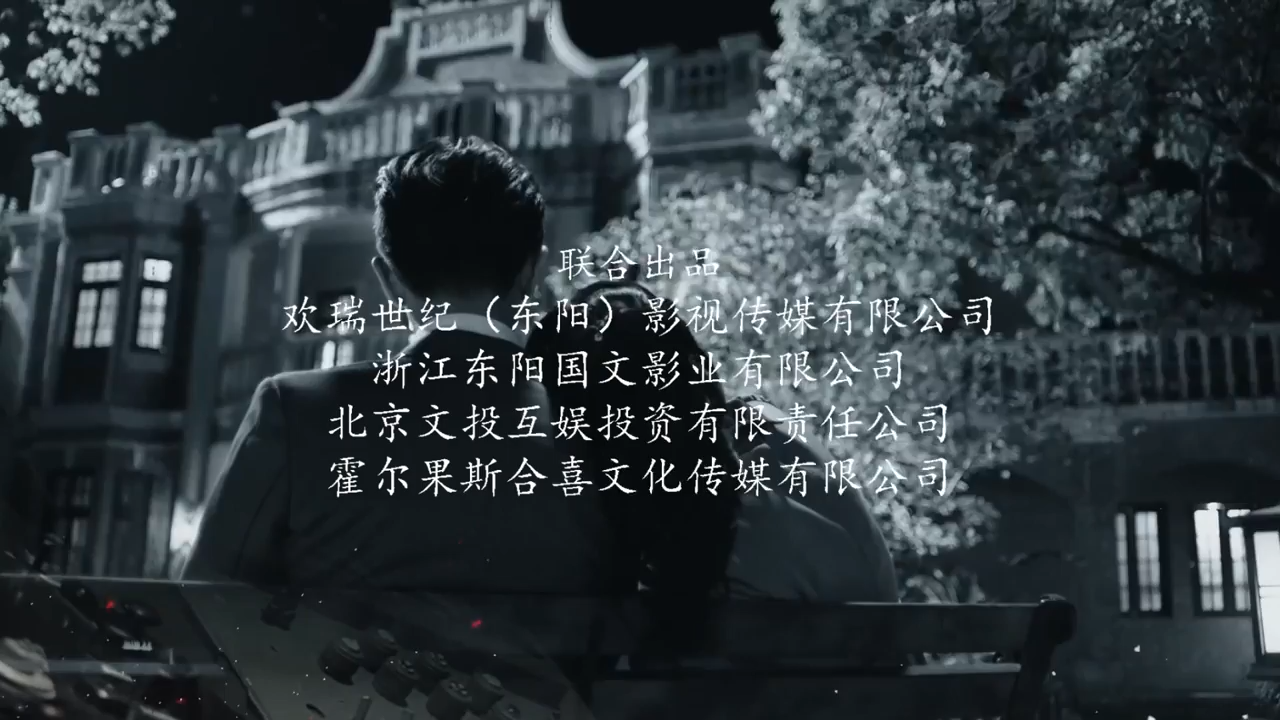 联合出品
欢瑞世纪（东阳）影视传媒有限公司
浙江东阳国文影业有限公司
北京文投互娱投资有限责任公司
霍尔果斯合喜文化传媒有限公司